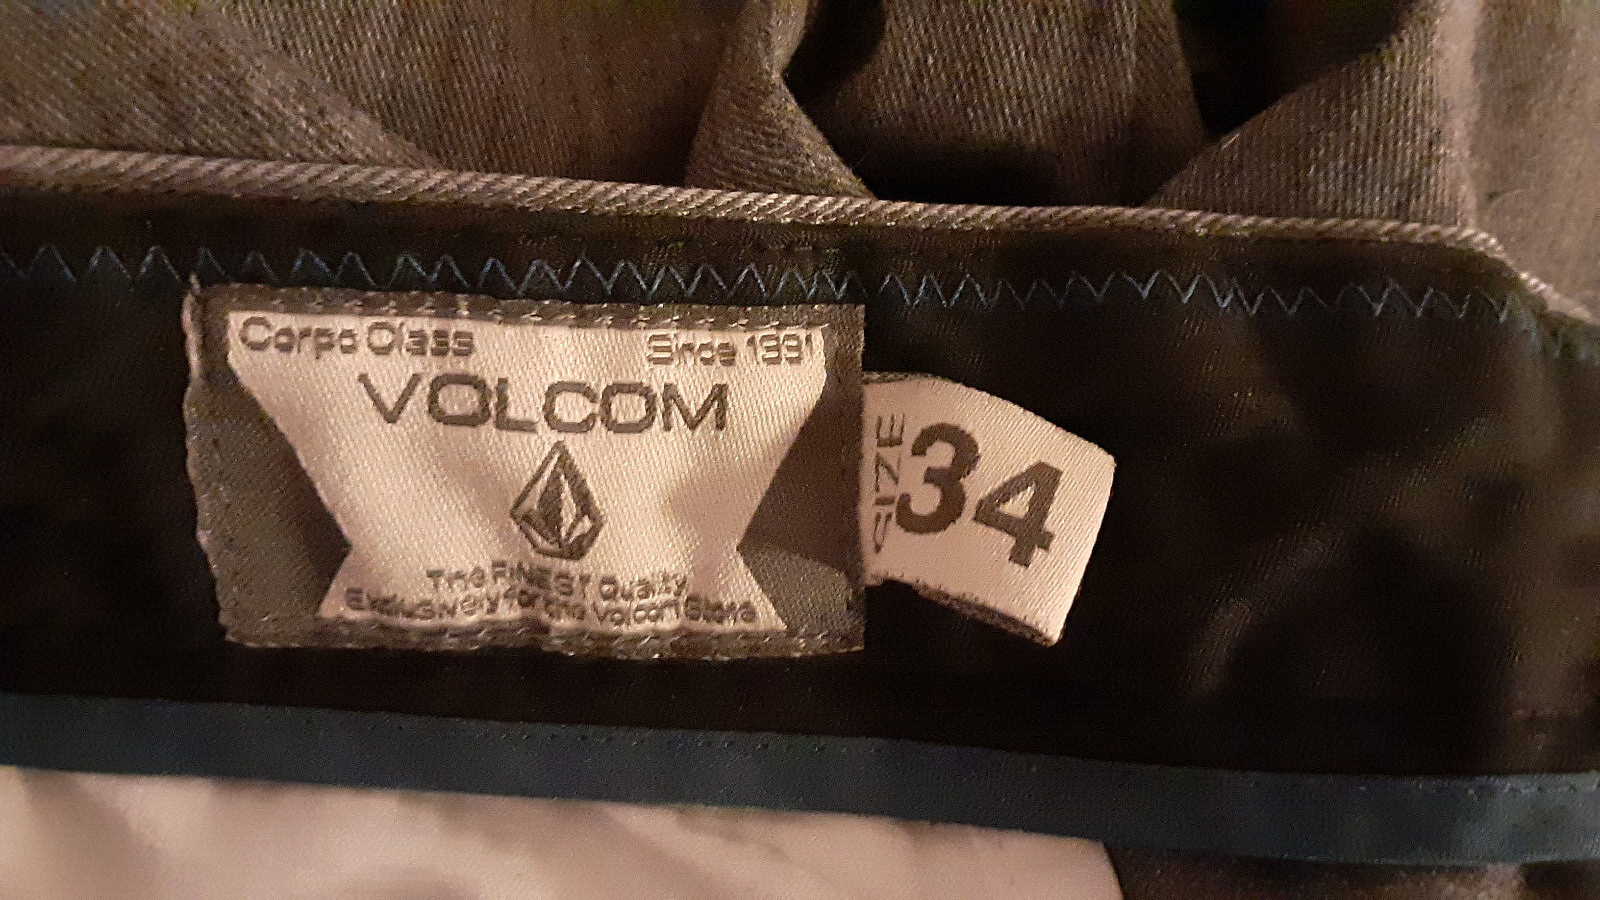 Corpo Class
Since 1991
VOLCOM
The FINEST Quality
Exclusively for the Volcom Stone
SIZE
34